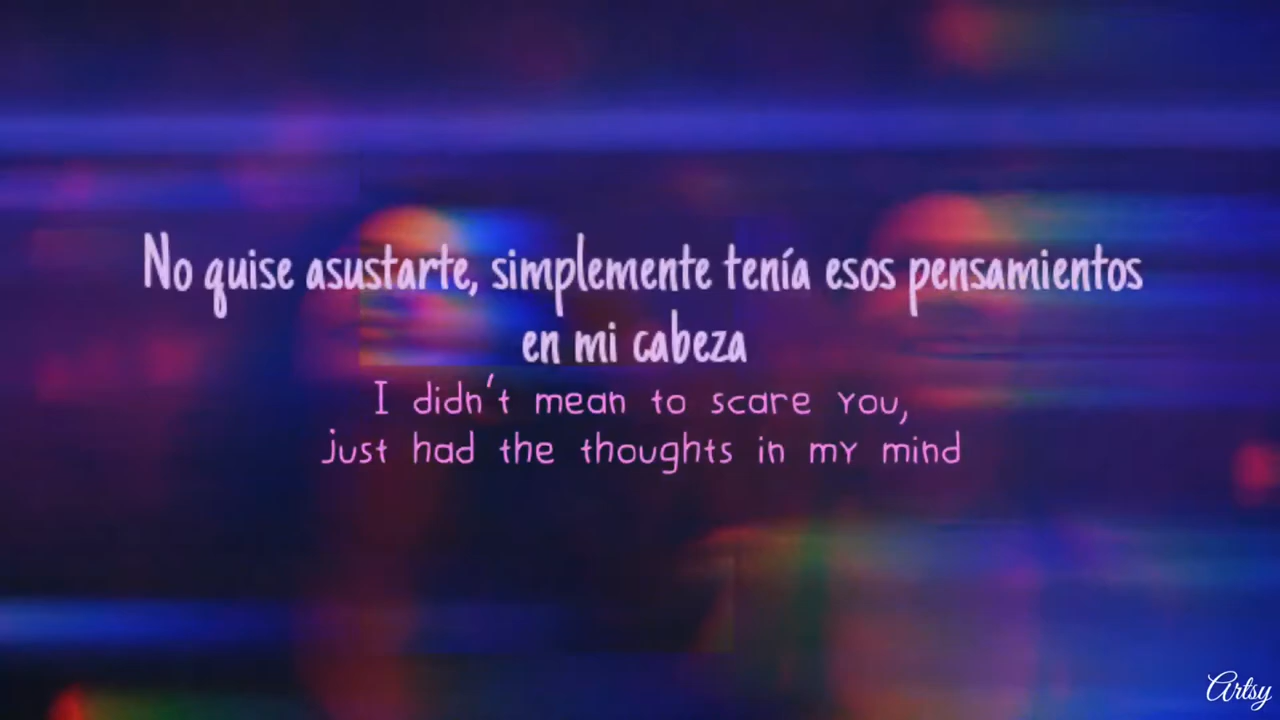 No quise asustarte, simplemente tenía esos pensamientos
en mi cabeza
I didn't mean to scare you,
just had the thoughts in my mind
Artsy